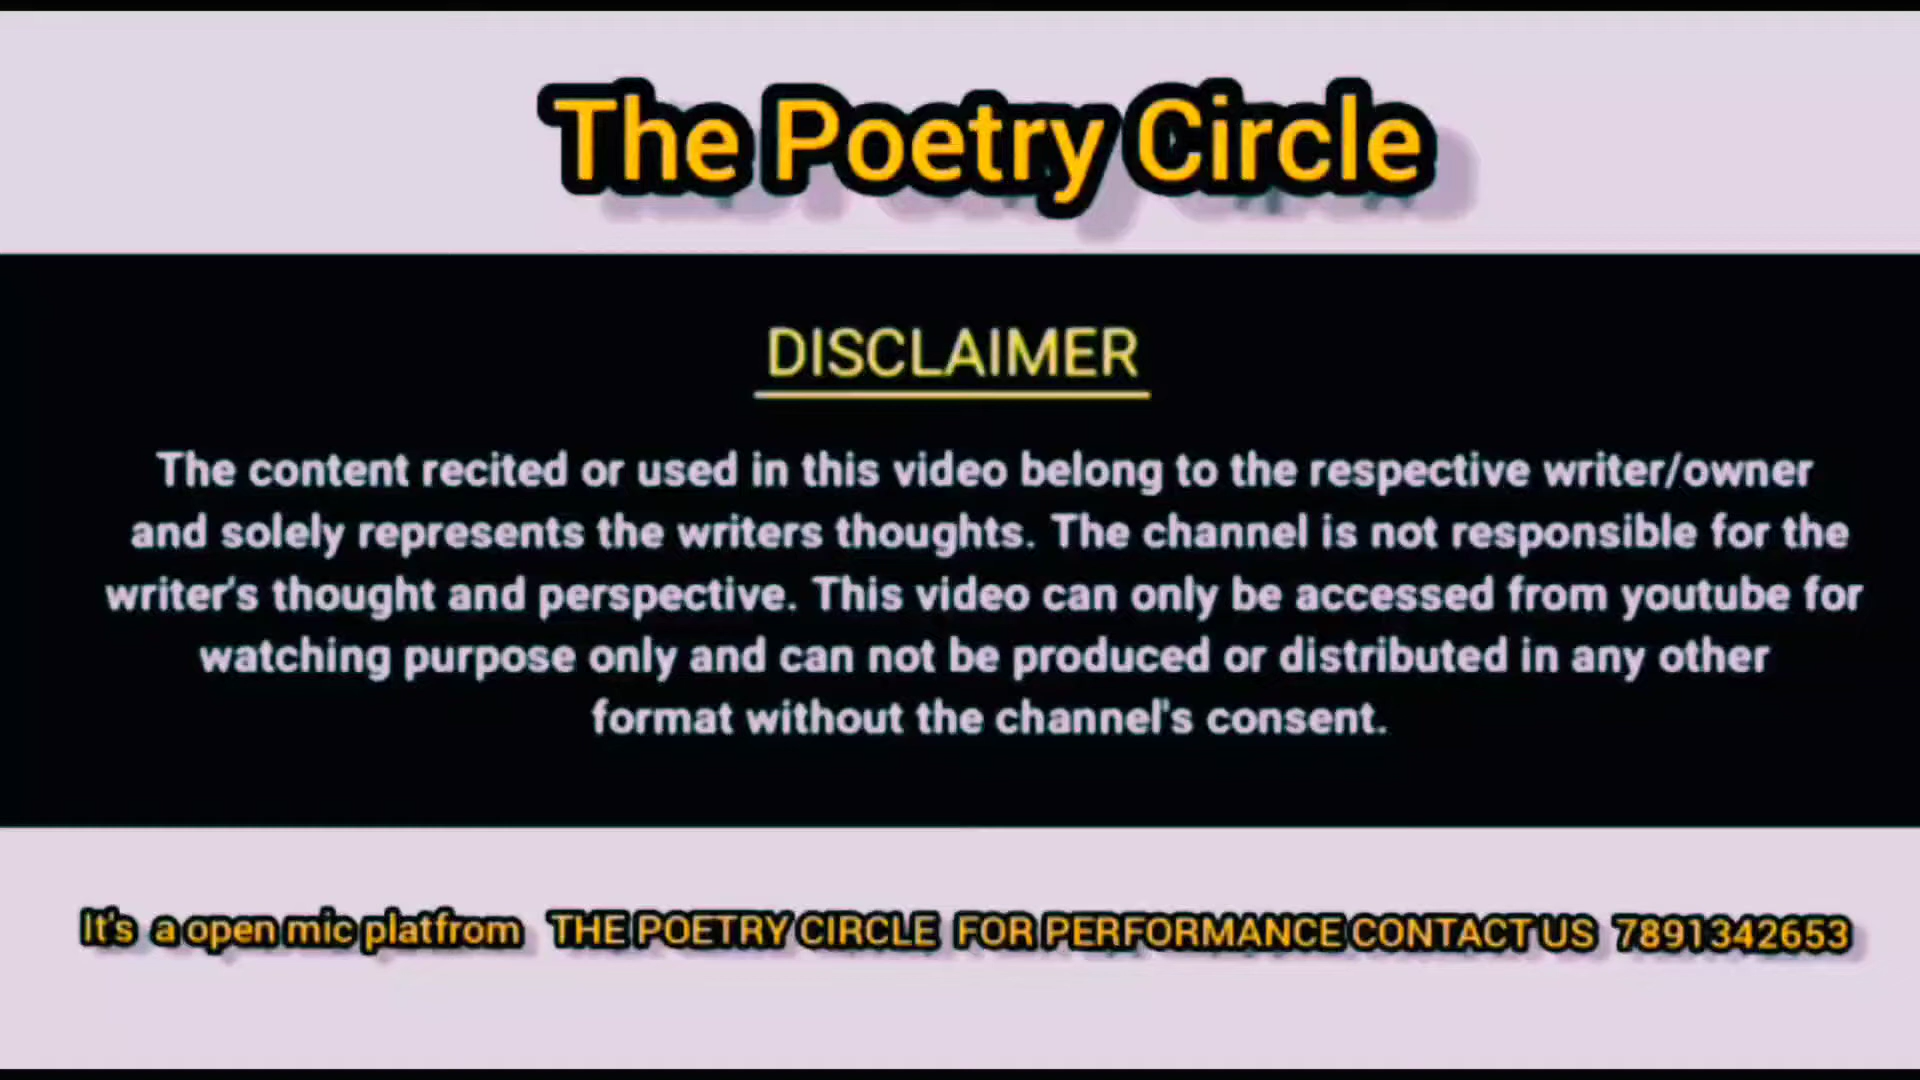 The Poetry Circle
DISCLAIMER
The content recited or used in this video belong to the respective writer/owner
and solely represents the writers thoughts. The channel is not responsible for the
writer's thought and perspective. This video can only be accessed from youtube for
watching purpose only and can not be produced or distributed in any other
format without the channel's consent.
It's a open mic platfrom THE POETRY CIRCLE FOR PERFORMANCE CONTACT US 7891342653